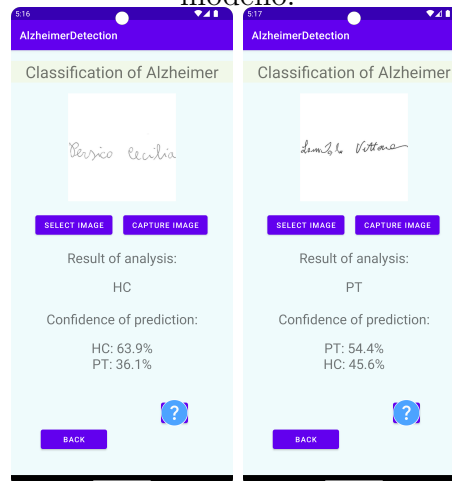 modelo.
5:16
AlzheimerDetection
Classification of Alzheimer
Persico Cecilia
SELECT IMAGE CAPTURE IMAGE
Result of analysis:
HC
Confidence of prediction:
HC: 63.9%
PT: 36.1%
?
BACK
5:17
AlzheimerDetection
Classification of Alzheimer
SELECT IMAGE CAPTURE IMAGE
Result of analysis:
PT
Confidence of prediction:
PT: 54.4%
HC: 45.6%
?
BACK